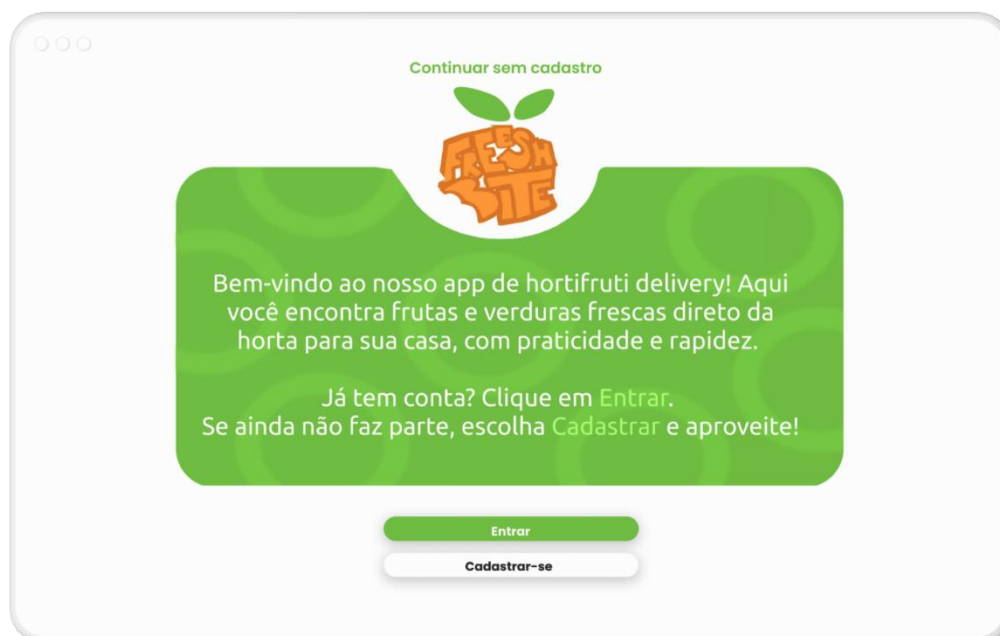 Continuar sem cadastro
FREESH
BITE
Bem-vindo ao nosso app de hortifruti delivery! Aqui
você encontra frutas e verduras frescas direto da
horta para sua casa, com praticidade e rapidez.
Já tem conta? Clique em Entrar.
Se ainda não faz parte, escolha Cadastrar e aproveite!
Entrar
Cadastrar-se